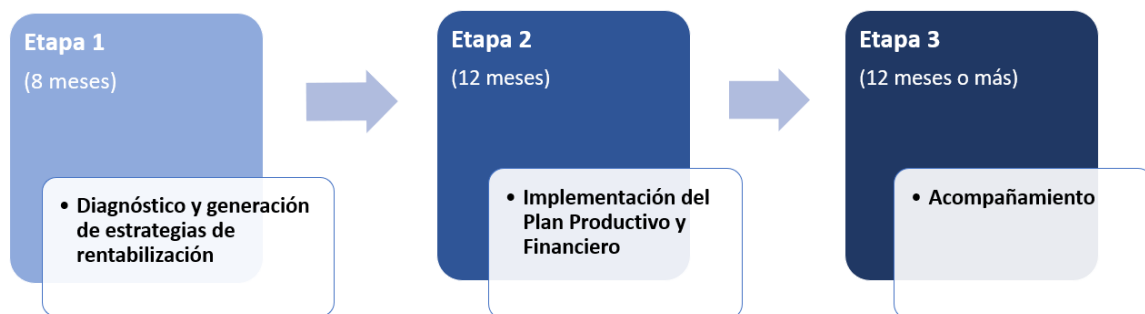 Etapa 1
(8 meses)
• Diagnóstico y generación
de estrategias de
rentabilización
Etapa 2
(12 meses)
• Implementación del
Plan Productivo y
Financiero
Etapa 3
(12 meses o más)
• Acompañamiento